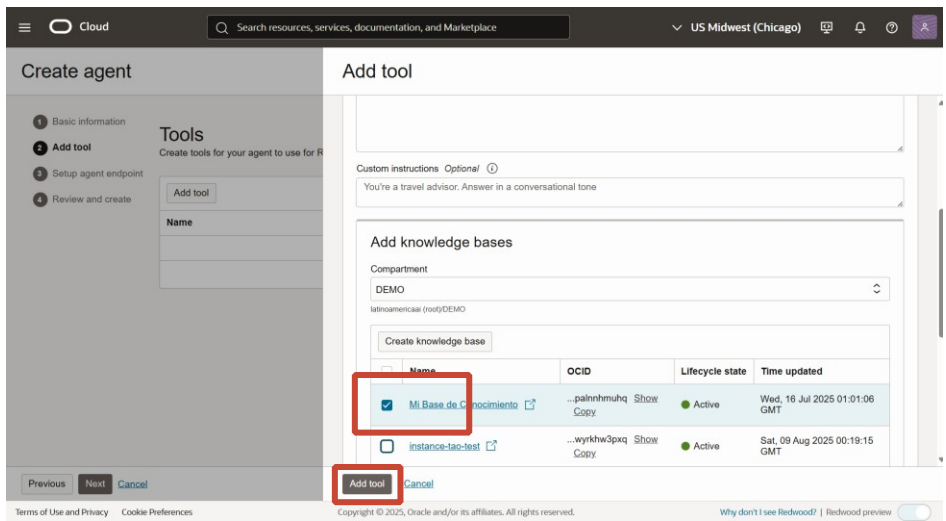 Cloud
Search resources, services, documentation, and Marketplace
US Midwest (Chicago)
Create agent
1 Basic information
2 Add tool
3 Setup agent endpoint
4 Review and create
Tools
Create tools for your agent to use for R
Add tool
Name
Previous
Next
Cancel
Add tool
Custom instructions Optional
You're a travel advisor. Answer in a conversational tone
Add knowledge bases
Compartment
DEMO
latinoamericaai (root)/DEMO
Create knowledge base
Name OCID Lifecycle state Time updated
Mi Base de Conocimiento ...palnnhmuhq Show Active Wed, 16 Jul 2025 01:01:06
Copy GMT
instance-tao-test ...wyrkhw3pxq Show Active Sat, 09 Aug 2025 00:19:15
Copy GMT
Add tool
Cancel
Terms of Use and Privacy Cookie Preferences
Copyright © 2025, Oracle and/or its affiliates. All rights reserved.
Why don't I see Redwood? | Redwood preview